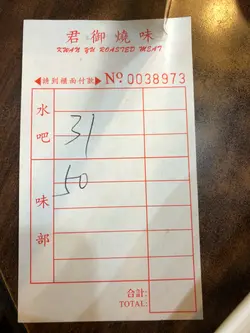 君御燒味
KWAN YU ROASTED MEAT
◀請到櫃面付款▶ No. 0038973
水吧
31
50
味部
合計:
TOTAL: